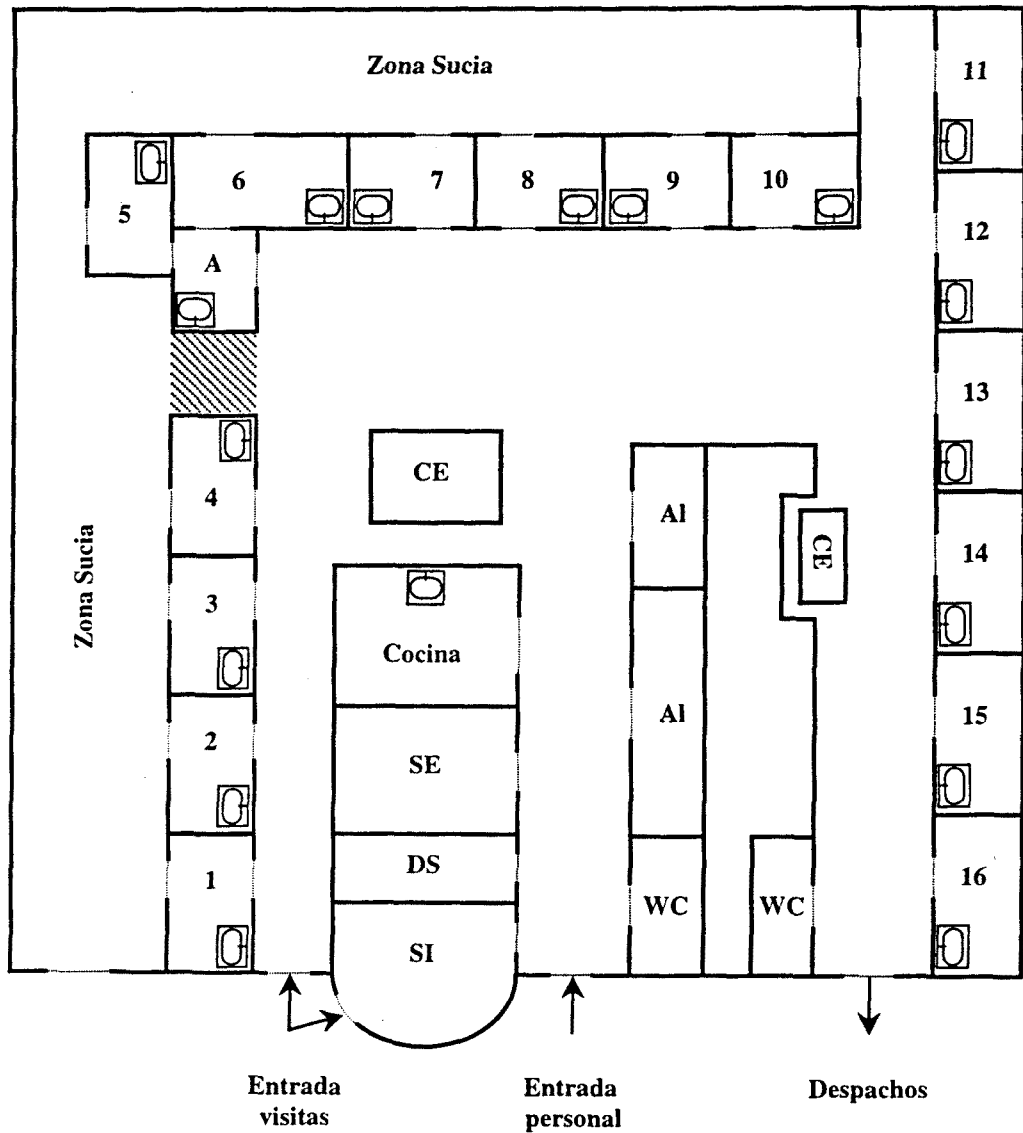 Zona Sucia
11
6
7
8
9
10
5
12
A
13
CE
4
Al
CE
14
Zona Sucia
3
Cocina
Al
2
SE
15
DS
1
WC
WC
16
SI
Entrada
visitas
Entrada
personal
Despachos